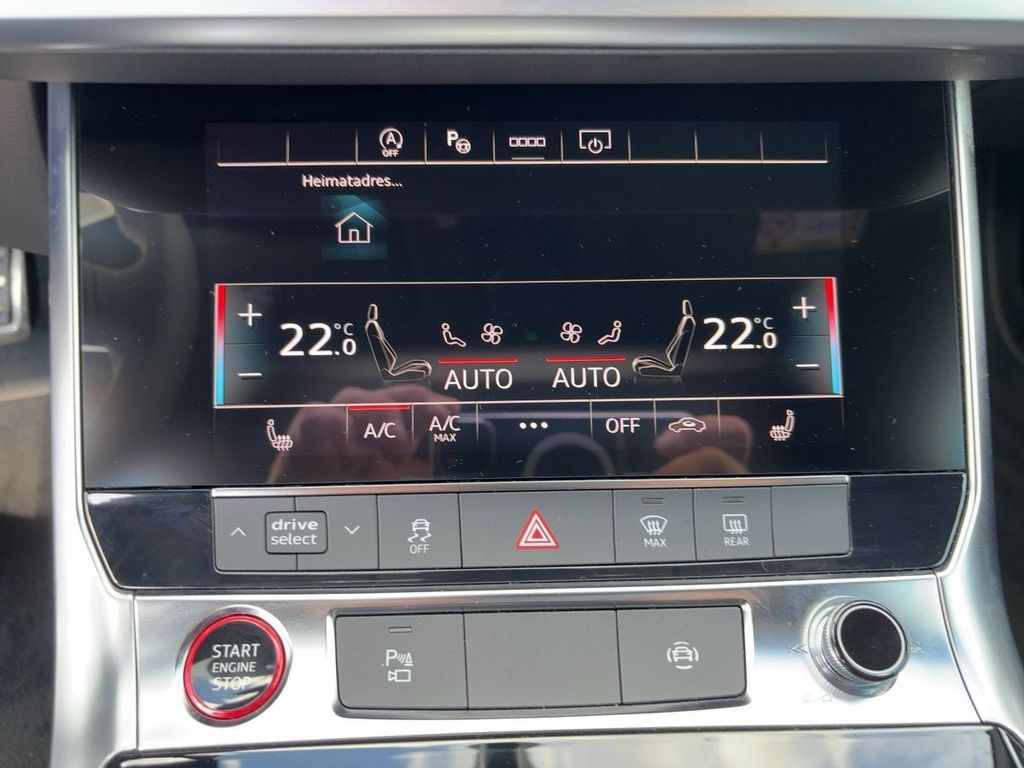 A
OFF
P
Heimatadres...
+ 22.0 °C 22.0 °C +
− AUTO AUTO −
A/C A/C MAX ... OFF
drive select
OFF
MAX
REAR
START ENGINE STOP
P